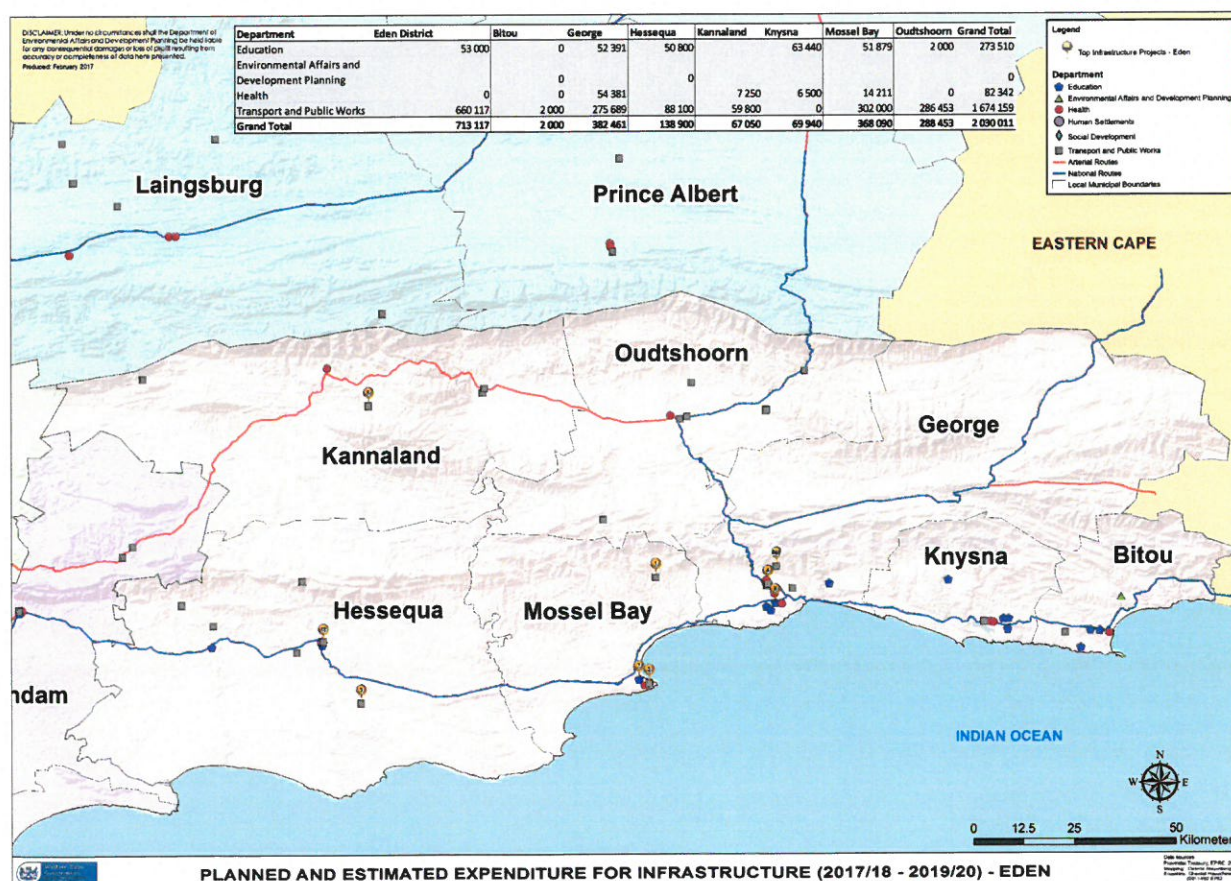 DISCLAIMER: Under no circumstances shall the Department of
Environmental Affairs and Development Planning be held liable
for any consequential damages or loss of profit resulting from
accuracy or completeness of data here presented.
Produced: February 2017
Department Eden District Bitou George Hessequa Kannaland Knysna Mossel Bay Oudtshoorn Grand Total
Education 53 000 0 52 391 50 800 63 440 51 879 2 000 273 510
Environmental Affairs and
Development Planning 0 0 0
Health 0 0 54 381 7 250 6 500 14 211 0 82 342
Transport and Public Works 660 117 2 000 275 689 88 100 59 800 0 302 000 286 453 1 674 159
Grand Total 713 117 2 000 382 461 138 900 67 050 69 940 368 090 288 453 2 030 011
Legend
Top Infrastructure Projects - Eden
Department
Education
Environmental Affairs and Development Planning
Health
Human Settlements
Social Development
Transport and Public Works
Arterial Routes
National Routes
Local Municipal Boundaries
Laingsburg
Prince Albert
EASTERN CAPE
Oudtshoorn
George
Kannaland
Knysna
Bitou
Hessequa
Mossel Bay
ndam
INDIAN OCEAN
N
W E
S
0 12.5 25 50
Kilometer
PLANNED AND ESTIMATED EXPENDITURE FOR INFRASTRUCTURE (2017/18 - 2019/20) - EDEN